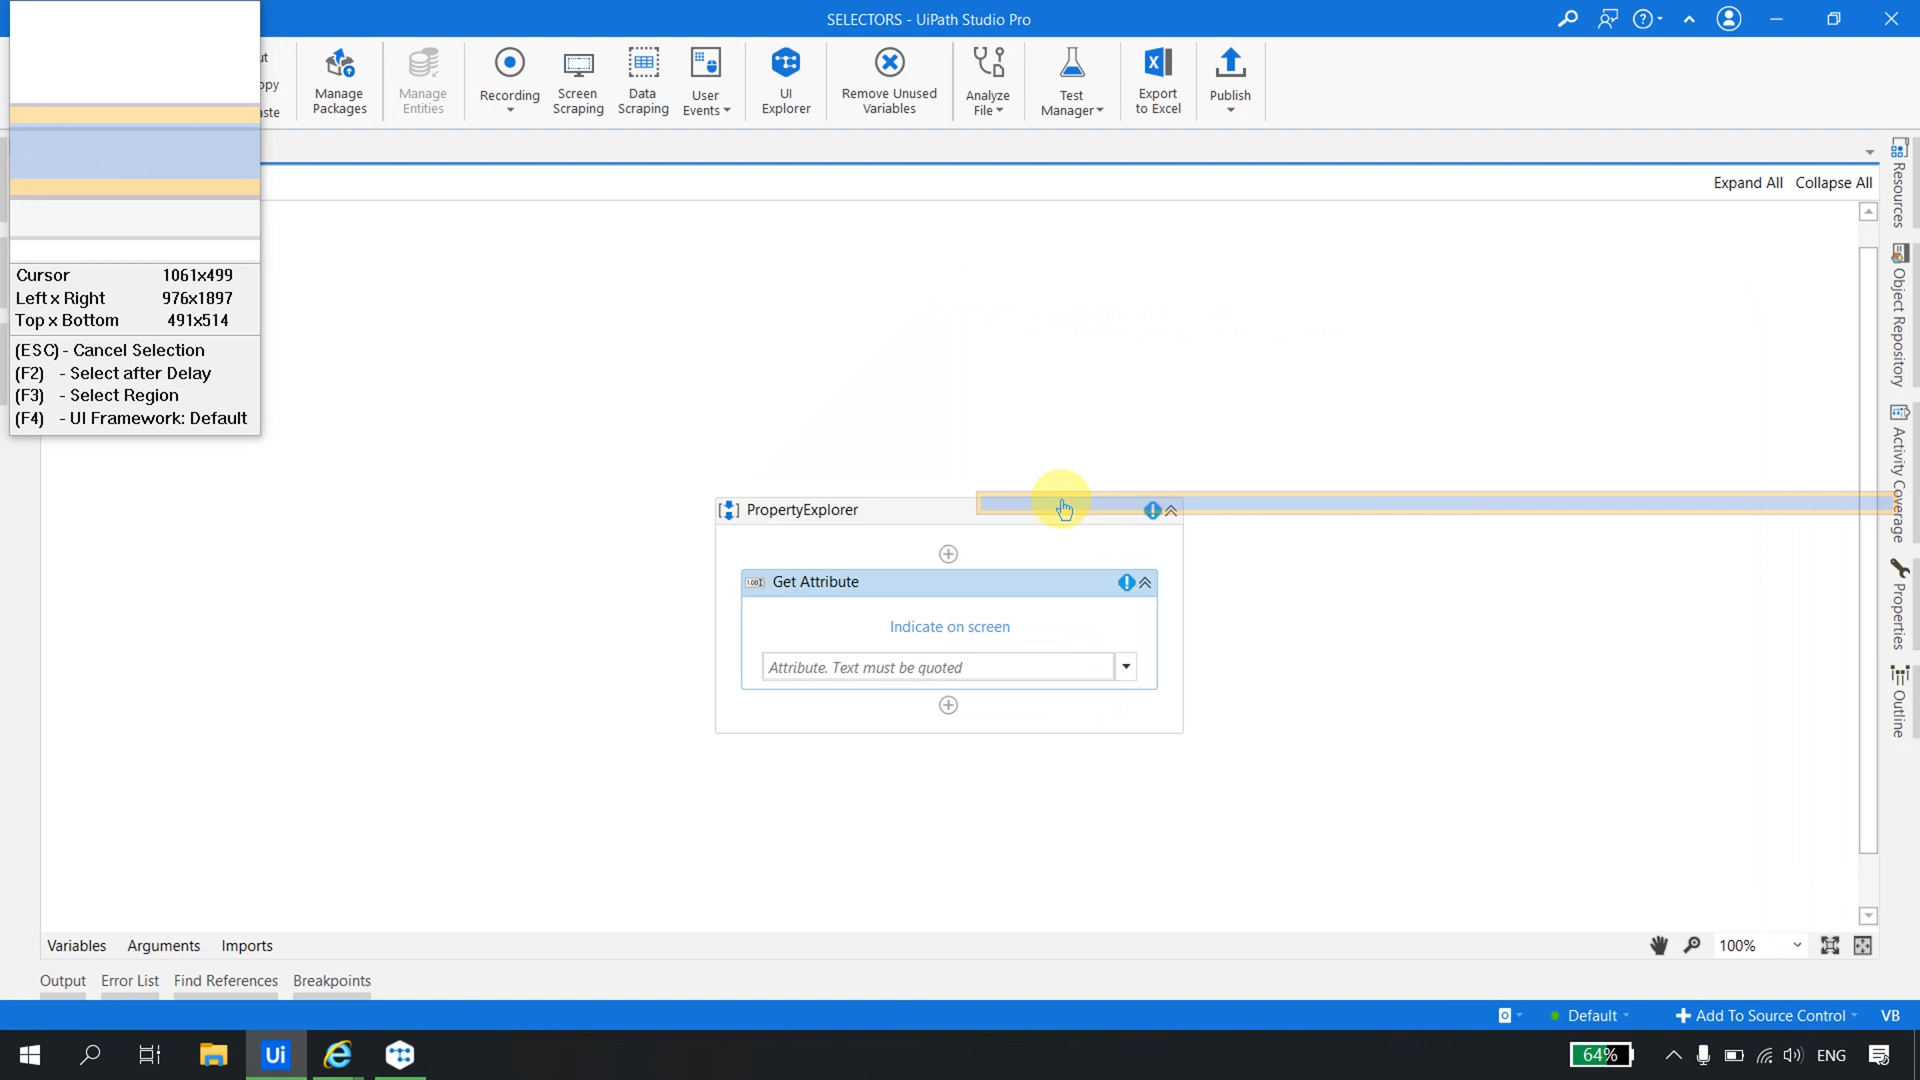 SELECTORS - UiPath Studio Pro
Manage Packages
Manage Entities
Recording
Screen Scraping
Data Scraping
User Events
UI Explorer
Remove Unused Variables
Analyze File
Test Manager
Export to Excel
Publish
ut
opy
aste
Expand All Collapse All
Cursor 1061x499
Left x Right 976x1897
Top x Bottom 491x514
(ESC) - Cancel Selection
(F2) - Select after Delay
(F3) - Select Region
(F4) - UI Framework: Default
PropertyExplorer
Get Attribute
Indicate on screen
Attribute. Text must be quoted
Resources
Object Repository
Activity Coverage
Properties
Outline
Variables Arguments Imports
100%
Output Error List Find References Breakpoints
Default
Add To Source Control
VB
Ui
64%
ENG